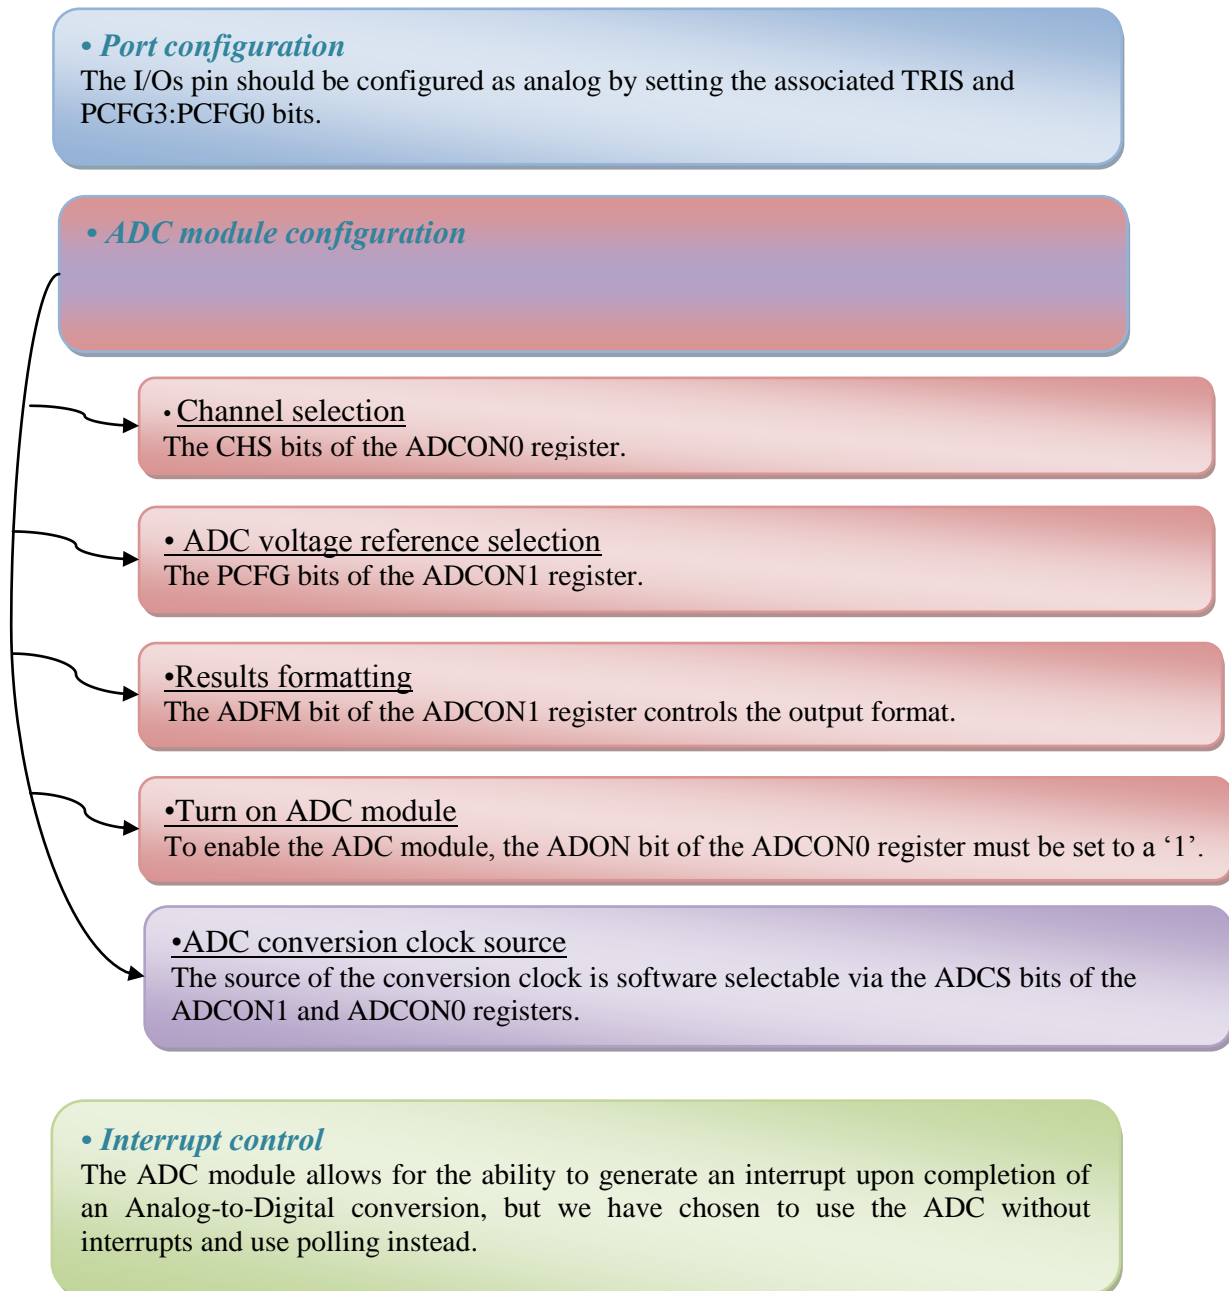 • Port configuration
The I/Os pin should be configured as analog by setting the associated TRIS and
PCFG3:PCFG0 bits.
• ADC module configuration
• Channel selection
The CHS bits of the ADCON0 register.
• ADC voltage reference selection
The PCFG bits of the ADCON1 register.
•Results formatting
The ADFM bit of the ADCON1 register controls the output format.
•Turn on ADC module
To enable the ADC module, the ADON bit of the ADCON0 register must be set to a ‘1’.
•ADC conversion clock source
The source of the conversion clock is software selectable via the ADCS bits of the
ADCON1 and ADCON0 registers.
• Interrupt control
The ADC module allows for the ability to generate an interrupt upon completion of
an Analog-to-Digital conversion, but we have chosen to use the ADC without
interrupts and use polling instead.